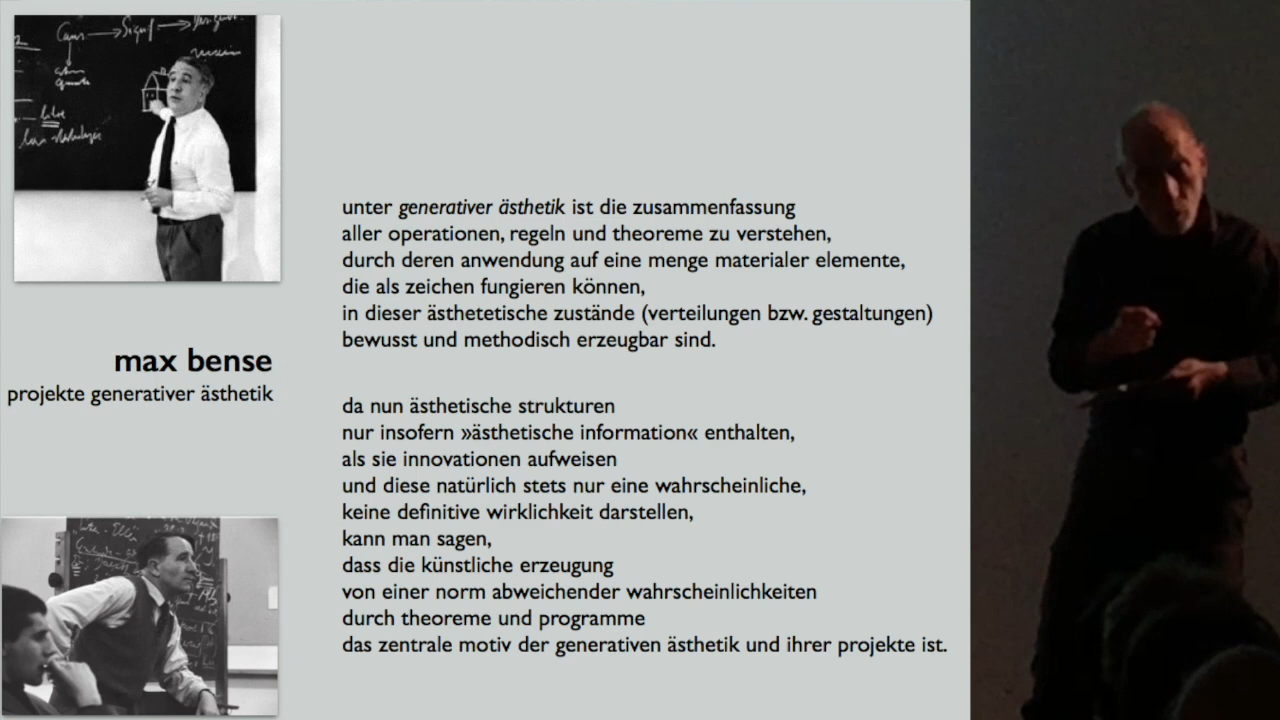 Signif
max bense
projekte generativer ästhetik
unter generativer ästhetik ist die zusammenfassung
aller operationen, regeln und theoreme zu verstehen,
durch deren anwendung auf eine menge materialer elemente,
die als zeichen fungieren können,
in dieser ästhetetische zustände (verteilungen bzw. gestaltungen)
bewusst und methodisch erzeugbar sind.
da nun ästhetische strukturen
nur insofern »ästhetische information« enthalten,
als sie innovationen aufweisen
und diese natürlich stets nur eine wahrscheinliche,
keine definitive wirklichkeit darstellen,
kann man sagen,
dass die künstliche erzeugung
von einer norm abweichender wahrscheinlichkeiten
durch theoreme und programme
das zentrale motiv der generativen ästhetik und ihrer projekte ist.